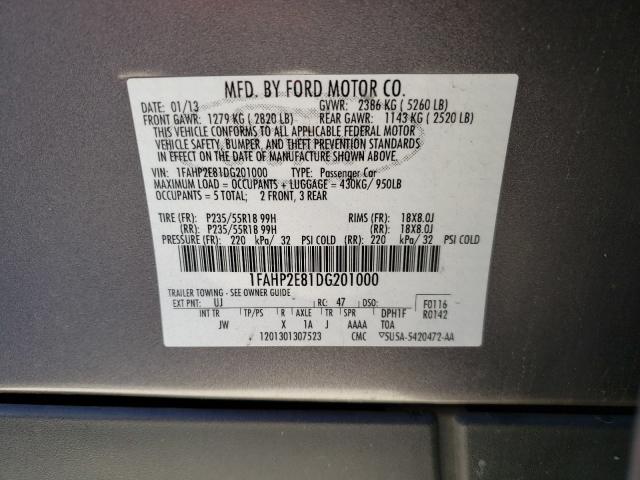 MFD. BY FORD MOTOR CO.
DATE: 01/13 GVWR: 2386 KG ( 5260 LB)
FRONT GAWR: 1279 KG ( 2820 LB) REAR GAWR: 1143 KG ( 2520 LB)
THIS VEHICLE CONFORMS TO ALL APPLICABLE FEDERAL MOTOR
VEHICLE SAFETY, BUMPER, AND THEFT PREVENTION STANDARDS
IN EFFECT ON THE DATE OF MANUFACTURE SHOWN ABOVE.
VIN: 1FAHP2E81DG201000 TYPE: Passenger Car
MAXIMUM LOAD = OCCUPANTS + LUGGAGE = 430KG/ 950LB
OCCUPANTS = 5 TOTAL; 2 FRONT, 3 REAR
TIRE (FR): P235/55R18 99H RIMS (FR): 18X8.0J
(RR): P235/55R18 99H (RR): 18X8.0J
PRESSURE (FR): 220 kPa/ 32 PSI COLD (RR): 220 kPa/ 32 PSI COLD
1FAHP2E81DG201000
TRAILER TOWING - SEE OWNER GUIDE
EXT PNT: UJ RC: 47 DSO: F0116
INT TR TP/PS R AXLE TR SPR DPH1F R0142
JW X 1A J AAAA TOA
1201301307523 CMC 5U5A-5420472-AA